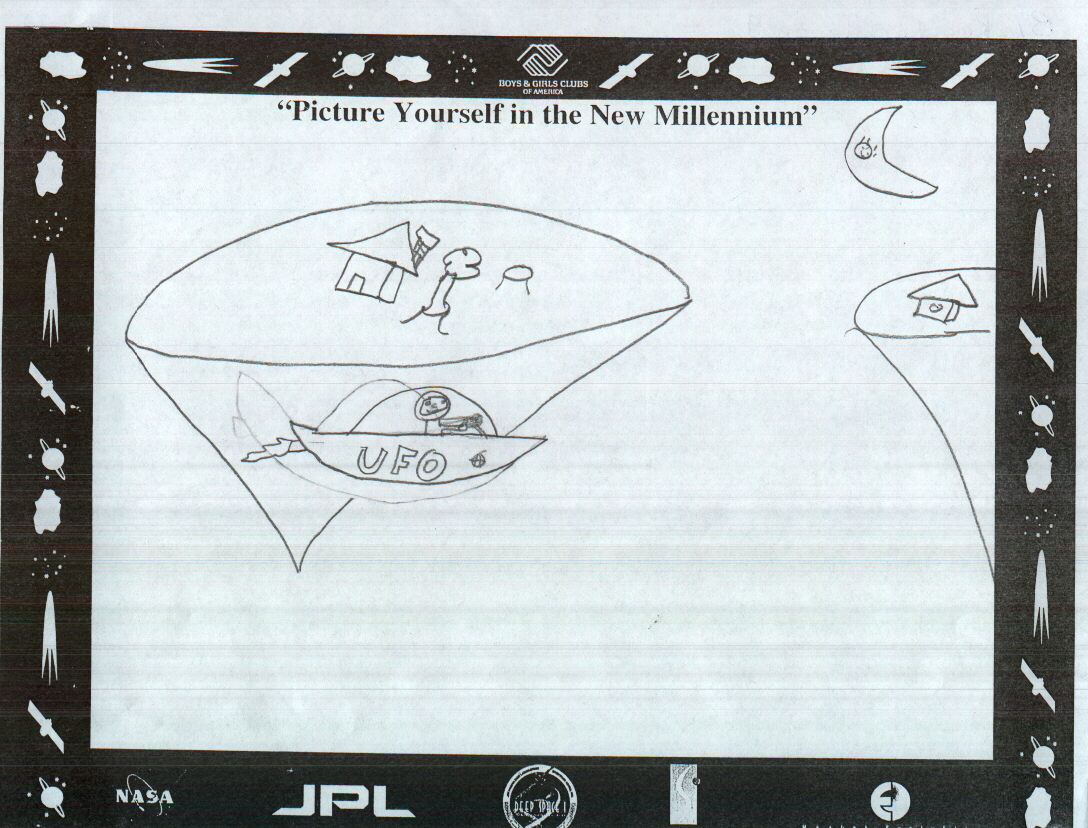 BOYS & GIRLS CLUBS
OF AMERICA
“Picture Yourself in the New Millennium”
UFO
NASA
JPL
DEEP SPACE 1